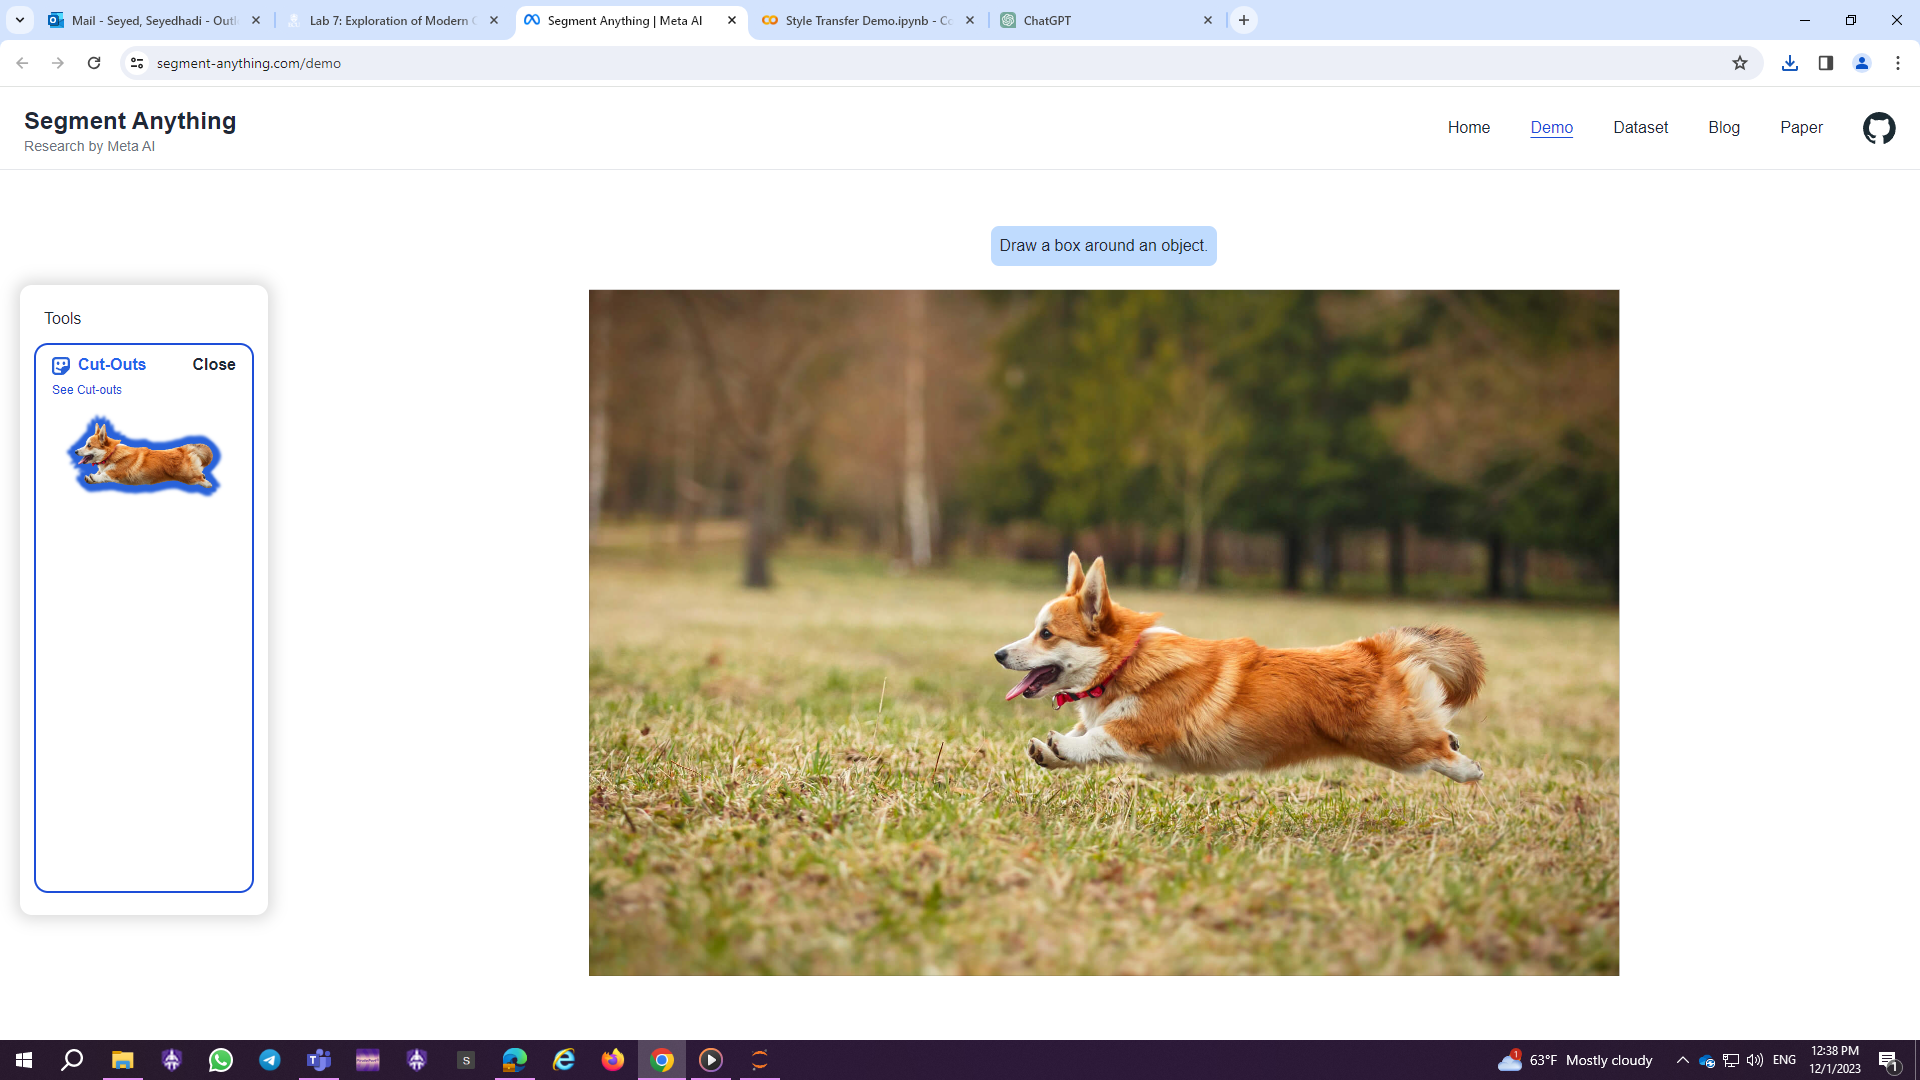 Mail - Seyed, Seyedhadi - Outl
Lab 7: Exploration of Modern
Segment Anything | Meta AI
Style Transfer Demo.ipynb - Co
ChatGPT
segment-anything.com/demo
Segment Anything
Research by Meta AI
Home
Demo
Dataset
Blog
Paper
Draw a box around an object.
Tools
Cut-Outs
Close
See Cut-outs
S
1
63°F Mostly cloudy
ENG
12:38 PM
12/1/2023
1